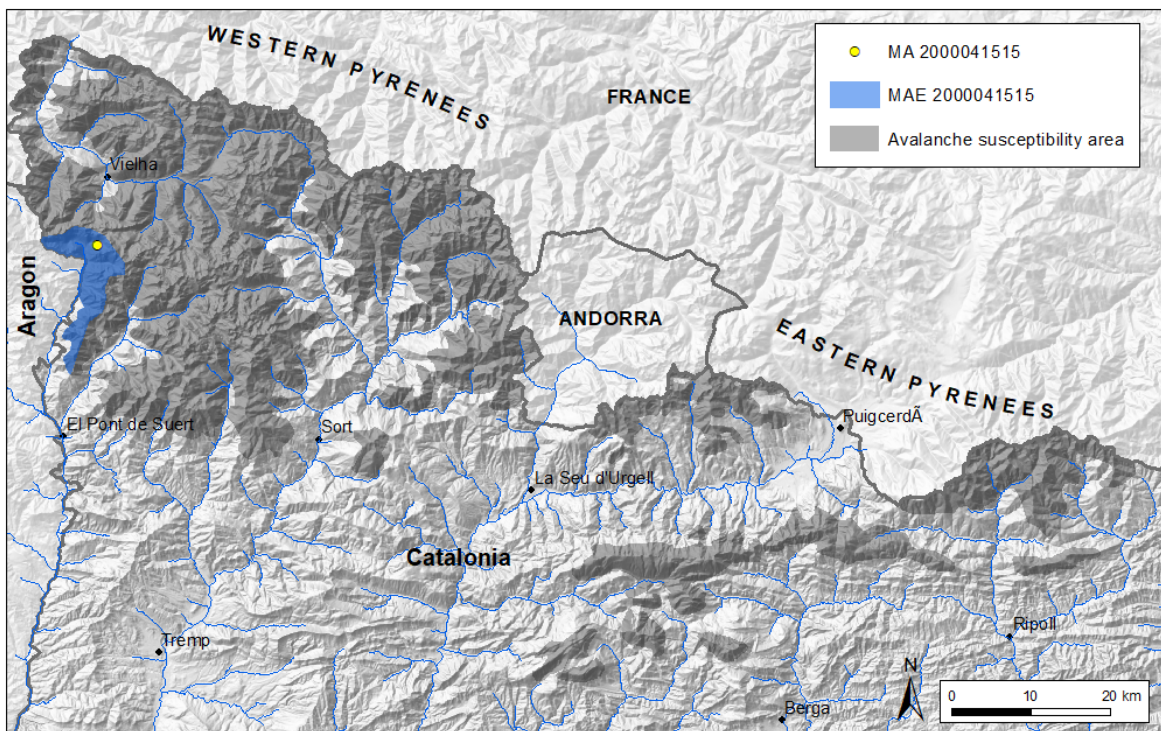 WESTERN PYRENEES
FRANCE
MA 2000041515
MAE 2000041515
Avalanche susceptibility area
Vielha
Aragon
ANDORRA
EASTERN PYRENEES
El Pont de Suert
Sort
PuigcerdÃ
La Seu d'Urgell
Catalonia
Tremp
Ripoll
N
0 10 20 km
Berga